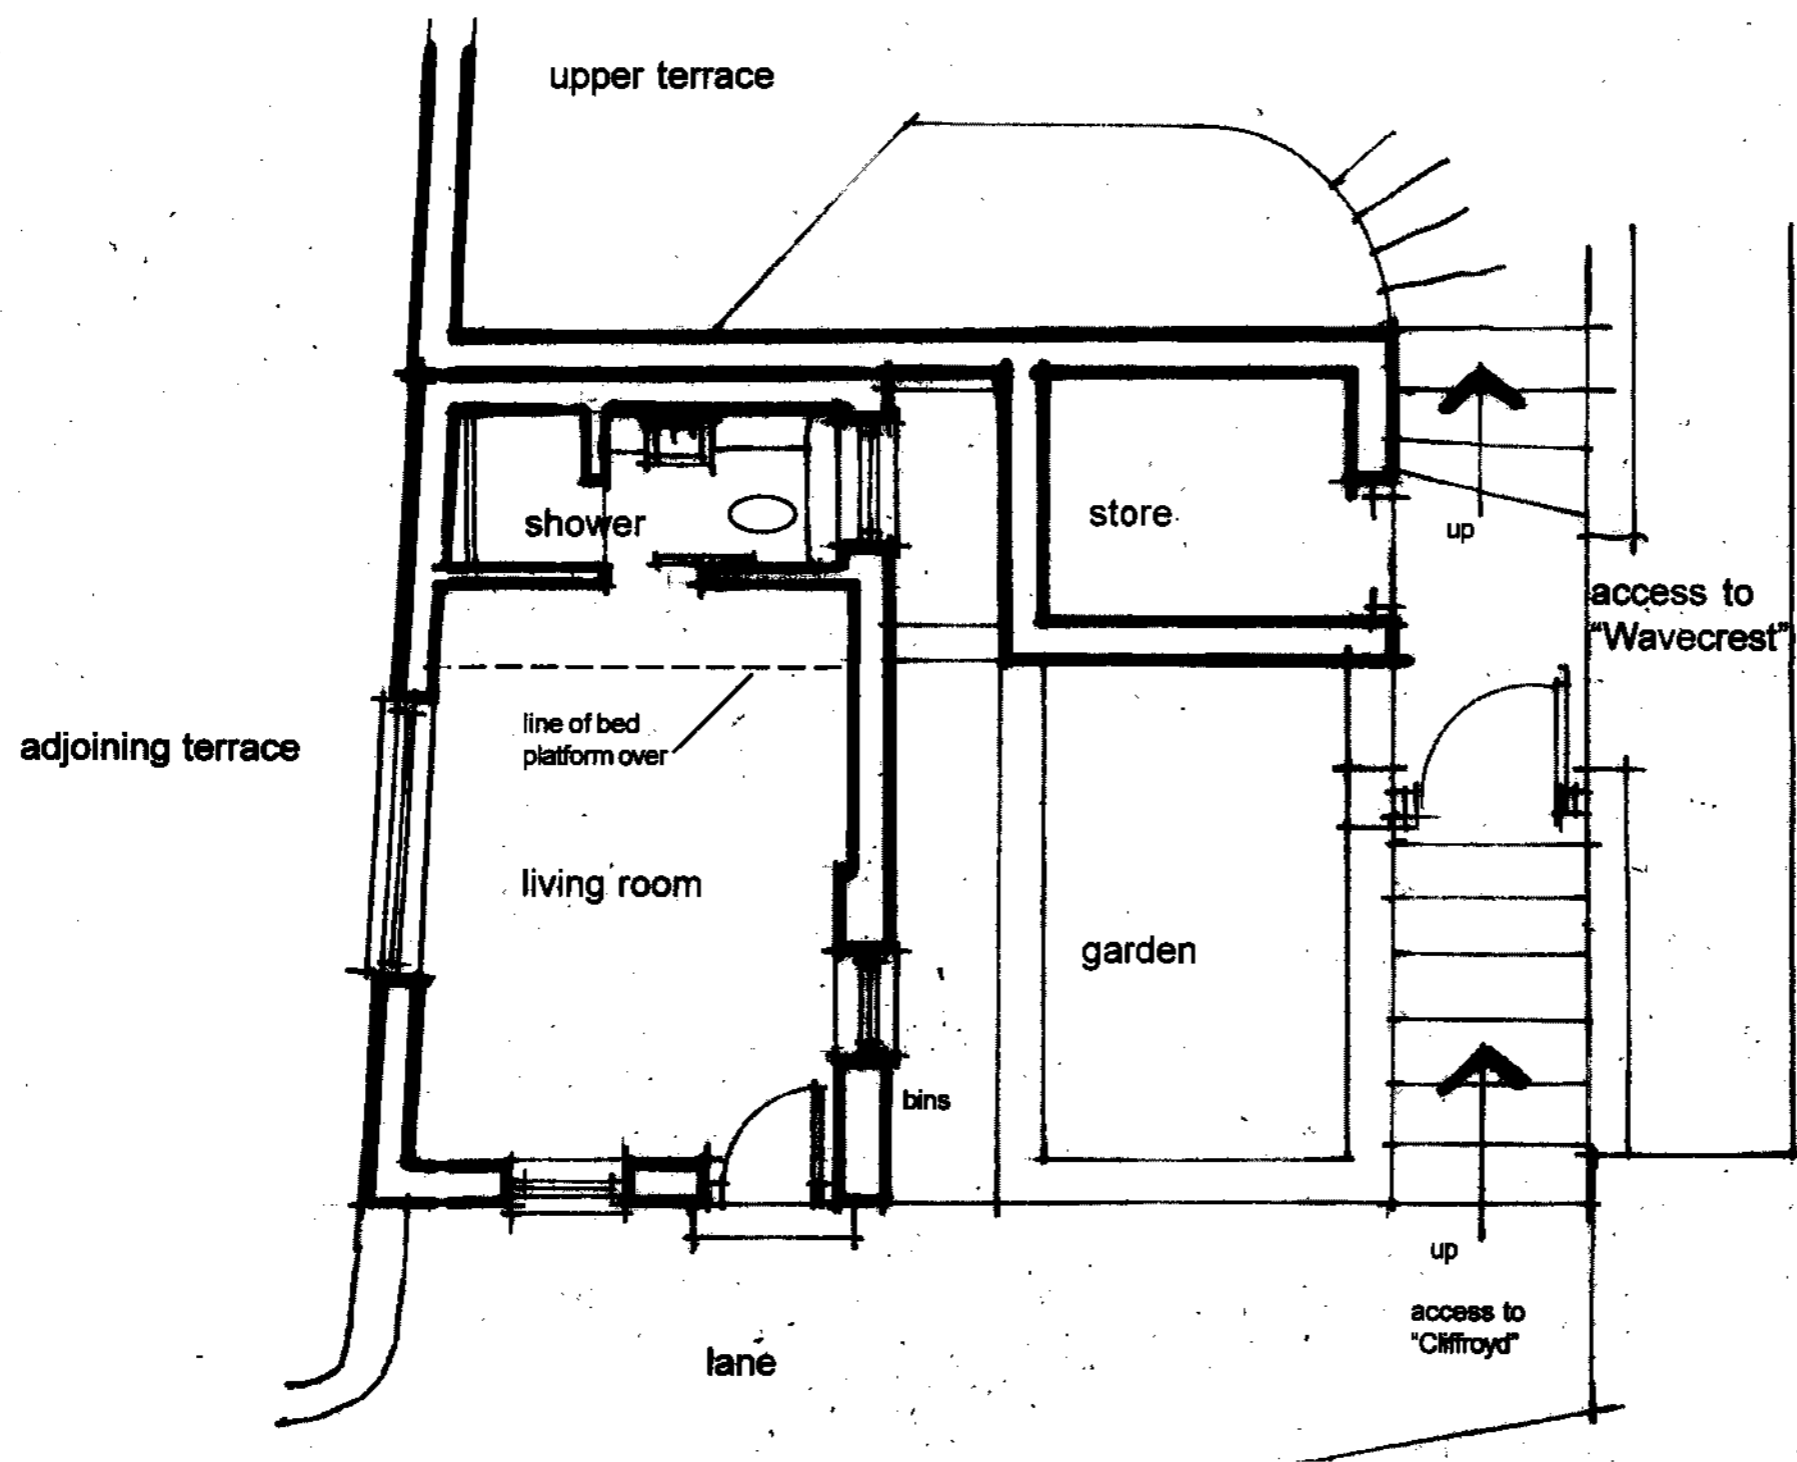 upper terrace
shower
store
up
access to
“Wavecrest”
line of bed
platform over
adjoining terrace
living room
garden
bins
up
access to
“Cliffroyd”
lane